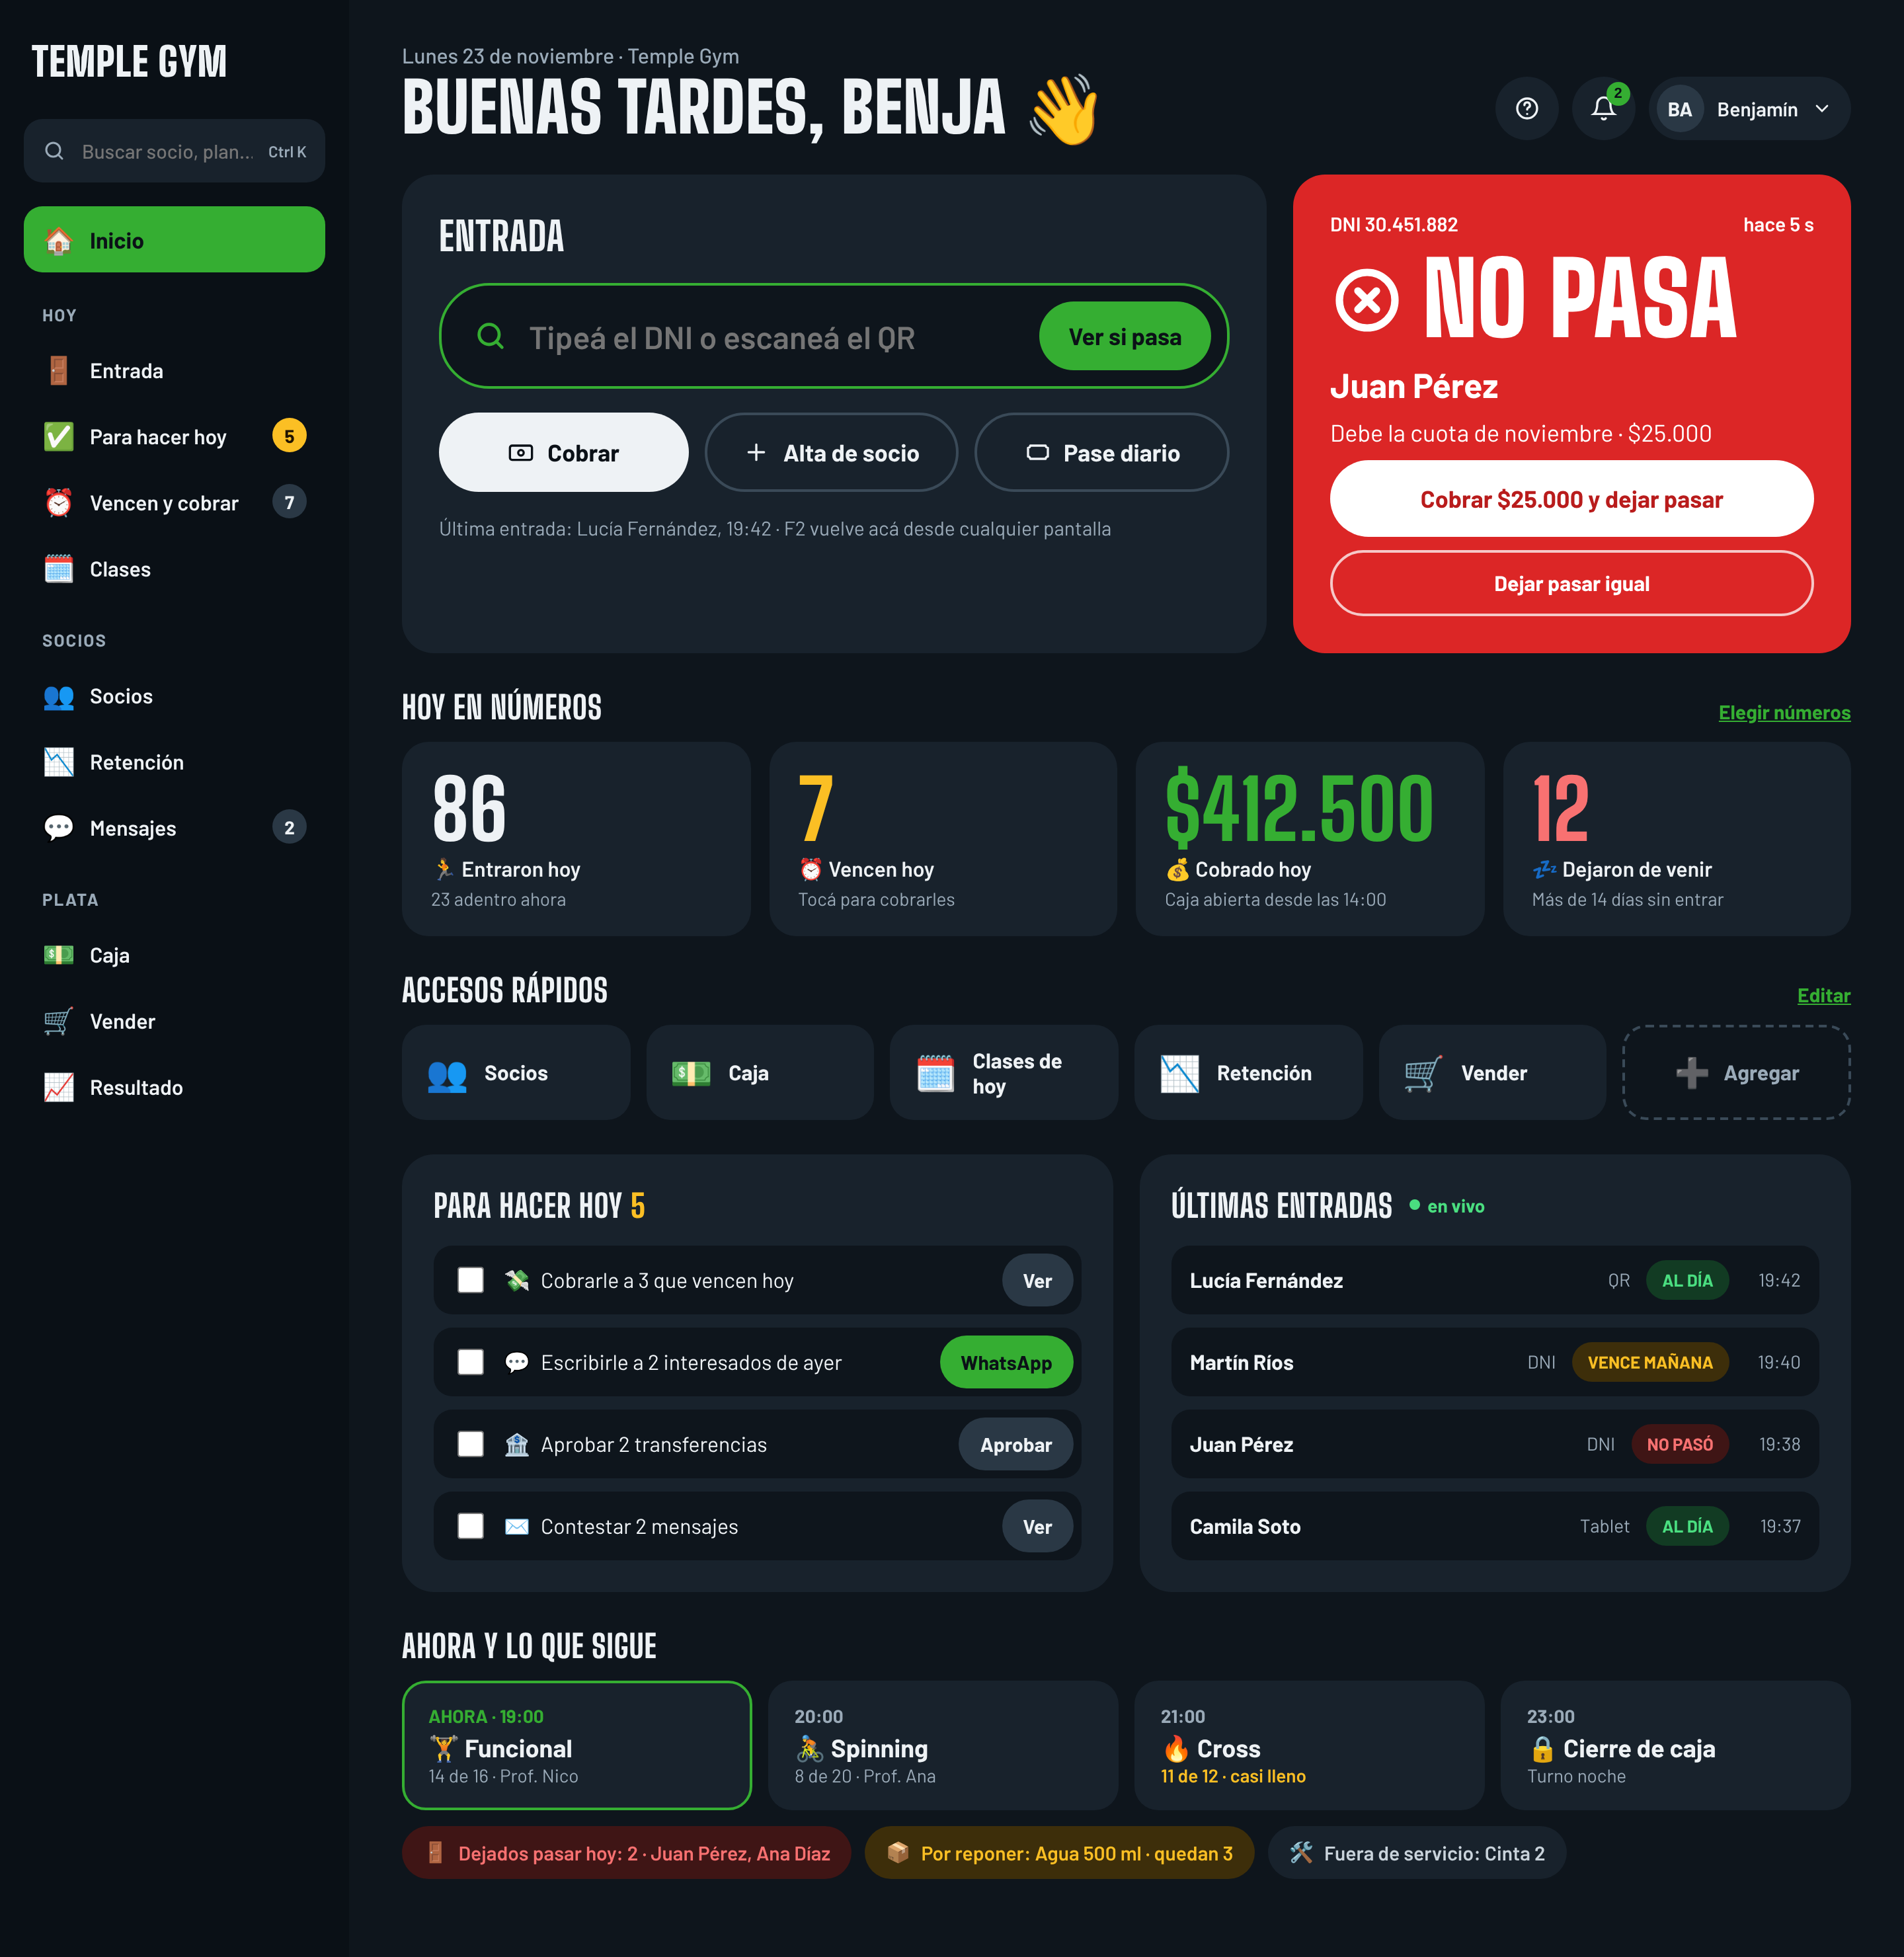 TEMPLE GYM
Buscar socio, plan... Ctrl K
Inicio
HOY
Entrada
Para hacer hoy 5
Vencen y cobrar 7
Clases
SOCIOS
Socios
Retención
Mensajes 2
PLATA
Caja
Vender
Resultado
Lunes 23 de noviembre · Temple Gym
BUENAS TARDES, BENJA 👋
2
BA Benjamín
ENTRADA
Tipeá el DNI o escaneá el QR
Ver si pasa
Cobrar
Alta de socio
Pase diario
Última entrada: Lucía Fernández, 19:42 · F2 vuelve acá desde cualquier pantalla
DNI 30.451.882 hace 5 s
NO PASA
Juan Pérez
Debe la cuota de noviembre · $25.000
Cobrar $25.000 y dejar pasar
Dejar pasar igual
HOY EN NÚMEROS
Elegir números
86
🏃 Entraron hoy
23 adentro ahora
7
⏰ Vencen hoy
Tocá para cobrarles
$412.500
💰 Cobrado hoy
Caja abierta desde las 14:00
12
💤 Dejaron de venir
Más de 14 días sin entrar
ACCESOS RÁPIDOS
Editar
Socios
Caja
Clases de
hoy
Retención
Vender
Agregar
PARA HACER HOY 5
Cobrarle a 3 que vencen hoy Ver
Escribirle a 2 interesados de ayer WhatsApp
Aprobar 2 transferencias Aprobar
Contestar 2 mensajes Ver
ÚLTIMAS ENTRADAS en vivo
Lucía Fernández QR AL DÍA 19:42
Martín Ríos DNI VENCE MAÑANA 19:40
Juan Pérez DNI NO PASÓ 19:38
Camila Soto Tablet AL DÍA 19:37
AHORA Y LO QUE SIGUE
AHORA · 19:00
🏋️ Funcional
14 de 16 · Prof. Nico
20:00
🚴 Spinning
8 de 20 · Prof. Ana
21:00
🔥 Cross
11 de 12 · casi lleno
23:00
🔒 Cierre de caja
Turno noche
Dejados pasar hoy: 2 · Juan Pérez, Ana Díaz
Por reponer: Agua 500 ml · quedan 3
Fuera de servicio: Cinta 2